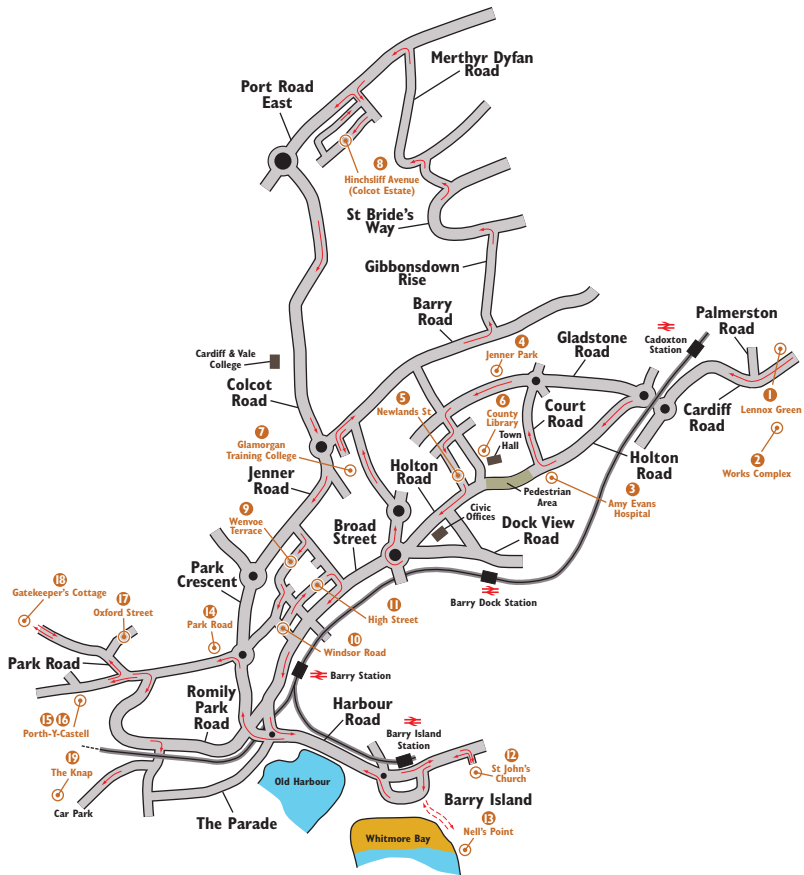 Merthyr Dyfan
Road
Port Road
East
8
Hinchsliff Avenue
(Colcot Estate)
St Bride's
Way
Gibbonsdown
Rise
Barry
Road
Palmerston
Road
Cadoxton
Station
Gladstone
Road
4
Jenner Park
Cardiff & Vale
College
Colcot
Road
5
Newlands St
6
County
Library
Town
Hall
Court
Road
1
Lennox Green
Cardiff
Road
2
Works Complex
7
Glamorgan
Training College
Jenner
Road
Holton
Road
Holton
Road
Pedestrian
Area
3
Amy Evans
Hospital
9
Wenvoe
Terrace
Broad
Street
Civic
Offices
Dock View
Road
Park
Crescent
18
Gatekeeper's Cottage
17
Oxford Street
14
Park Road
11
High Street
Barry Dock Station
10
Windsor Road
Park Road
Barry Station
Romily
Park
Road
Harbour
Road
15 16
Porth-Y-Castell
Barry Island
Station
12
St John's
Church
19
The Knap
Old Harbour
Car Park
The Parade
Barry Island
13
Nell's Point
Whitmore Bay